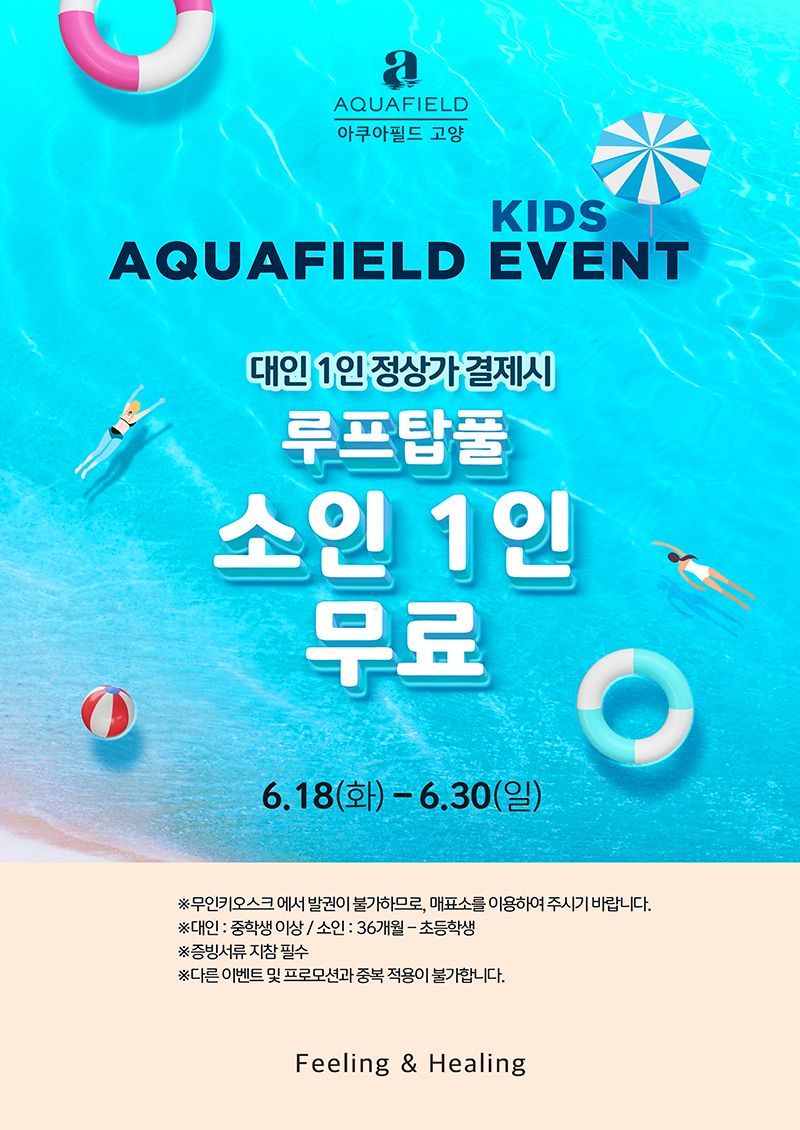 a
AQUAFIELD
아쿠아필드 고양
KIDS
AQUAFIELD EVENT
대인 1인 정상가 결제시
루프탑풀
소인 1인
무료
6.18(화) – 6.30(일)
※무인키오스크 에서 발권이 불가하므로, 매표소를 이용하여 주시기 바랍니다.
※대인 : 중학생 이상 / 소인 : 36개월 – 초등학생
※증빙서류 지참 필수
※다른 이벤트 및 프로모션과 중복 적용이 불가합니다.
Feeling & Healing